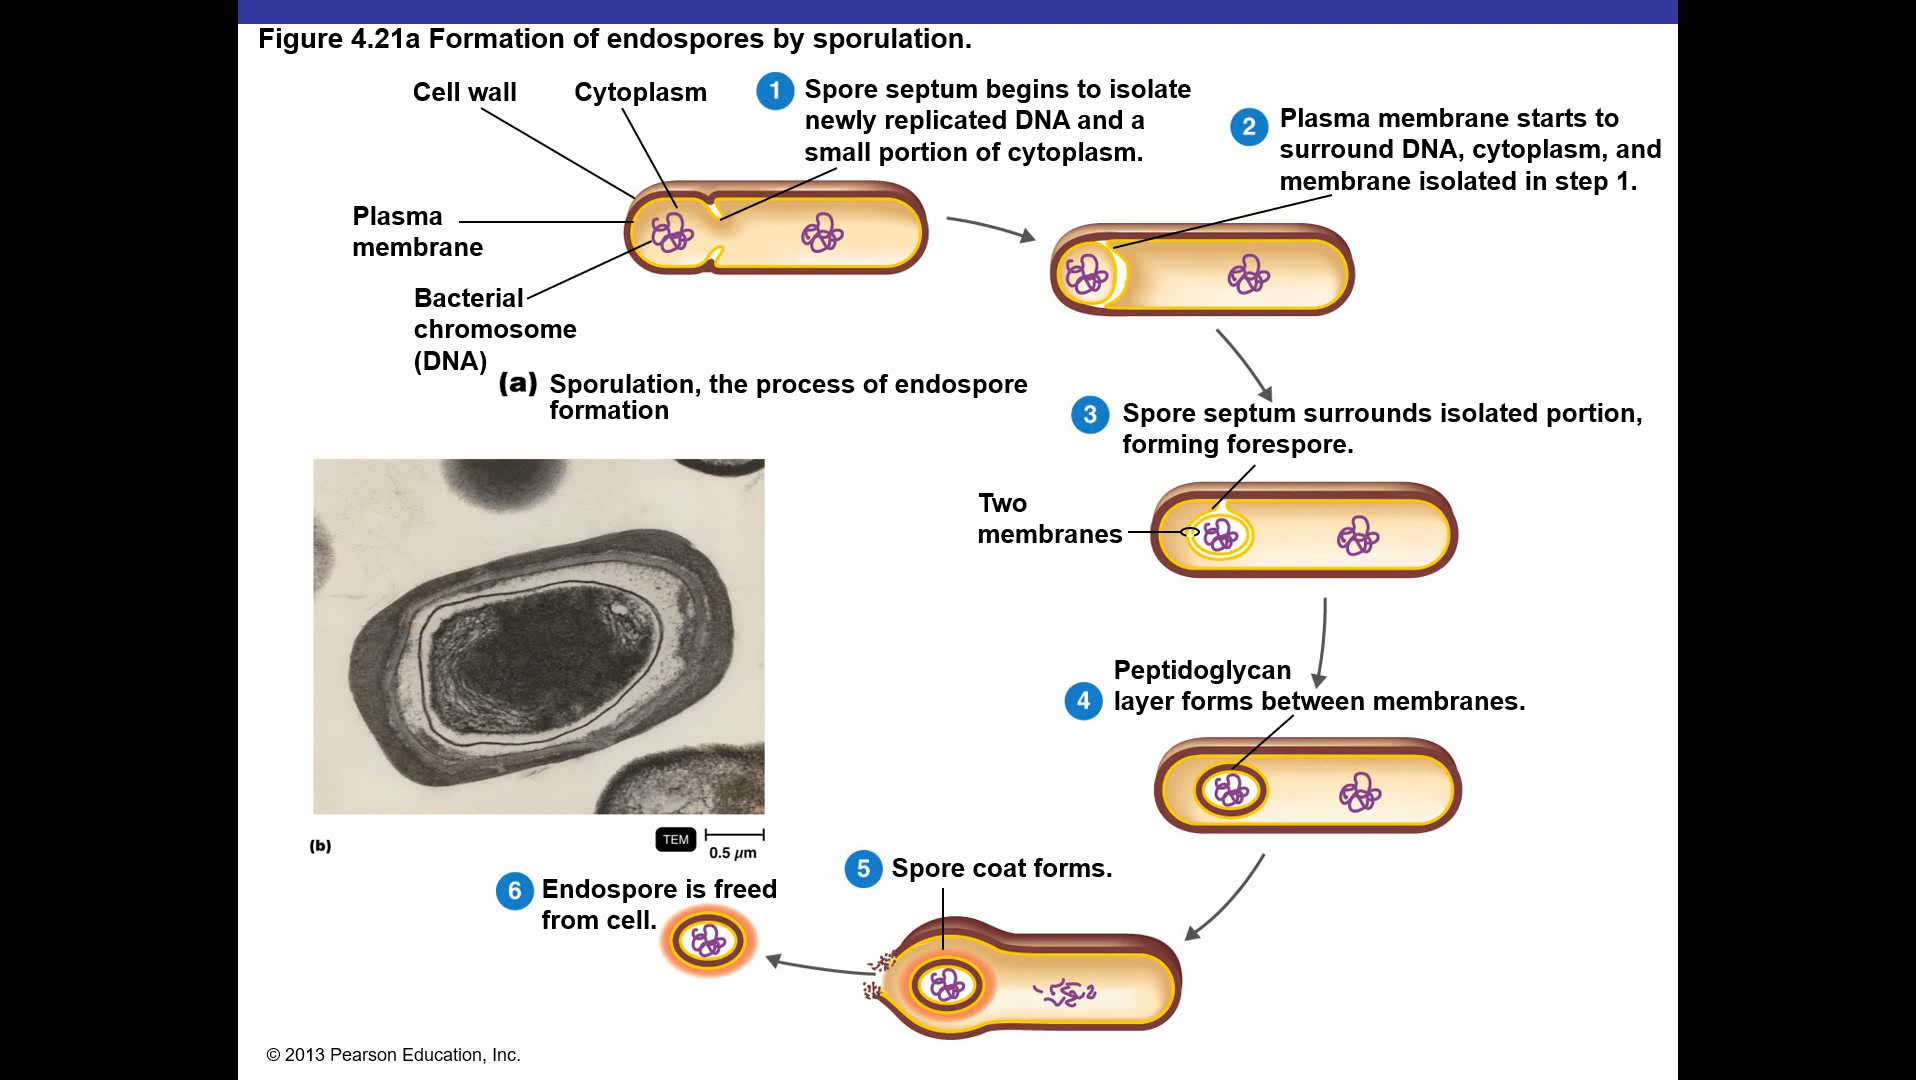 Figure 4.21a Formation of endospores by sporulation.
Cell wall
Cytoplasm
1 Spore septum begins to isolate
newly replicated DNA and a
small portion of cytoplasm.
2 Plasma membrane starts to
surround DNA, cytoplasm, and
membrane isolated in step 1.
Plasma
membrane
Bacterial
chromosome
(DNA)
(a) Sporulation, the process of endospore
formation
3 Spore septum surrounds isolated portion,
forming forespore.
Two
membranes
Peptidoglycan
4 layer forms between membranes.
(b)
TEM
0.5 μm
5 Spore coat forms.
6 Endospore is freed
from cell.
© 2013 Pearson Education, Inc.